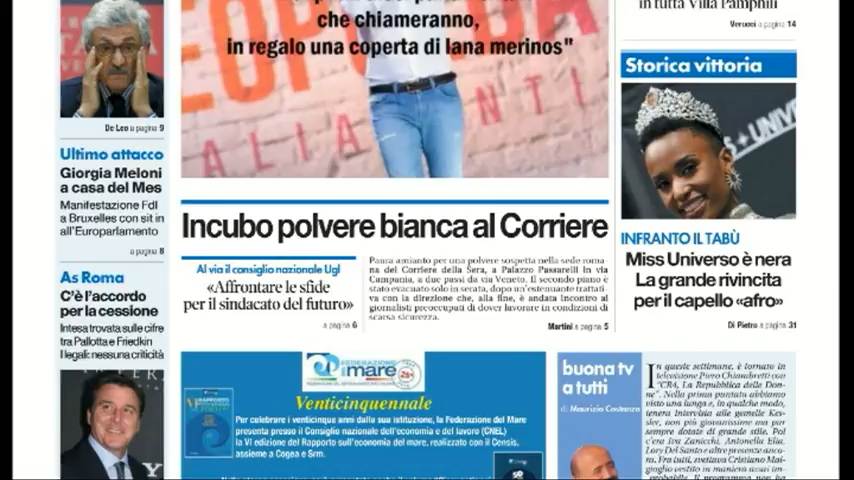 che chiameranno,
in regalo una coperta di lana merinos"
in tutta Villa Pamphili
Verucci a pagina 14
De Leo a pagina 9
Ultimo attacco
Giorgia Meloni
a casa del Mes
Manifestazione FdI
a Bruxelles con sit in
all'Europarlamento
a pagina 8
As Roma
C'è l'accordo
per la cessione
Intesa trovata sulle cifre
tra Pallotta e Friedkin
I legali: nessuna criticità
Incubo polvere bianca al Corriere
Al via il consiglio nazionale Ugl
«Affrontare le sfide
per il sindacato del futuro»
a pagina 6
Paura amianto per una polvere sospetta nella sede roma-
na del Corriere della Sera, a Palazzo Passarelli in via
Campania, a due passi da via Veneto. Il secondo piano è
stato evacuato solo in serata, dopo un'estenuante trattati-
va con la direzione che, alla fine, è andata incontro ai
giornalisti preoccupati di dover lavorare in condizioni di
scarsa sicurezza.
Martini a pagina 5
Storica vittoria
UNIVER
INFRANTO IL TABÙ
Miss Universo è nera
La grande rivincita
per il capello «afro»
Di Pietro a pagina 31
FEDERAZIONE
mare
25
Venticinquennale
Per celebrare i venticinque anni dalla sua istituzione, la Federazione del Mare
presenta presso il Consiglio nazionale dell'economia e del lavoro (CNEL)
la VI edizione del Rapporto sull'economia del mare, realizzato con il Censis,
assieme a Cogea e Srm.
buona tv
a tutti
di Maurizio Costanzo
In queste settimane, è tornato in
televisione Piero Chiambretti con
"CR4, La Repubblica delle Don-
ne". Nella prima puntata abbiamo
visto una lunga e, in qualche modo,
tenera intervista alle gemelle Kes-
sler, non più giovanissime ma pur
sempre dotate di grande stile. Poi
c'era Iva Zanicchi, Antonella Elia,
Lory Del Santo e altre presenze anco-
ra. Fra tutti, svettava Cristiano Mal-
gioglio vestito in maniera assai im-